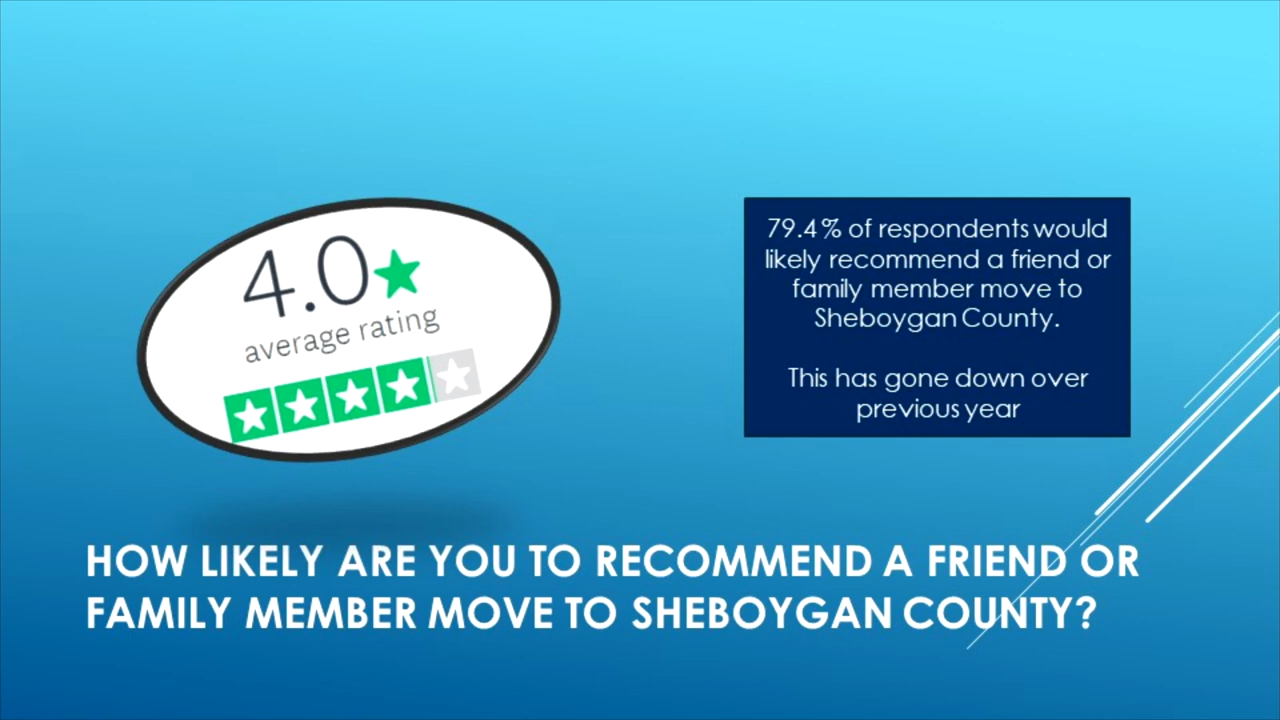 4.0
average rating
79.4% of respondents would
likely recommend a friend or
family member move to
Sheboygan County.
This has gone down over
previous year
HOW LIKELY ARE YOU TO RECOMMEND A FRIEND OR
FAMILY MEMBER MOVE TO SHEBOYGAN COUNTY?